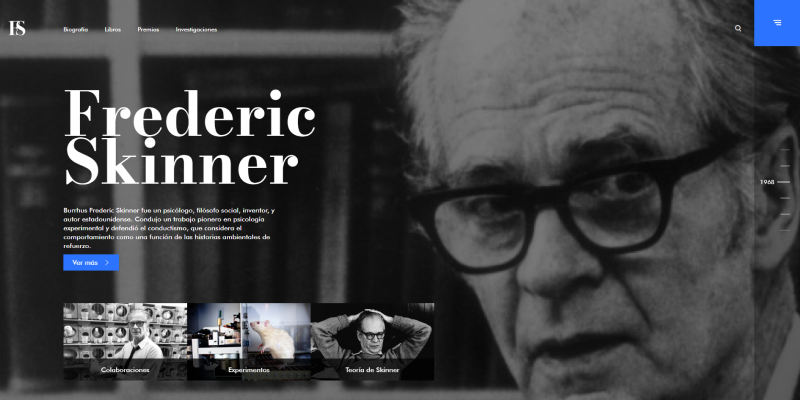 FS
Biografía Libros Premios Investigaciones
Frederic
Skinner
Burrhus Frederic Skinner fue un psicólogo, filósofo social, inventor, y
autor estadounidense. Condujo un trabajo pionero en psicología
experimental y defendió el conductismo, que considera el
comportamiento como una función de las historias ambientales de
refuerzo.
Ver más
1968
Colaboraciones Experimentos Teoría de Skinner